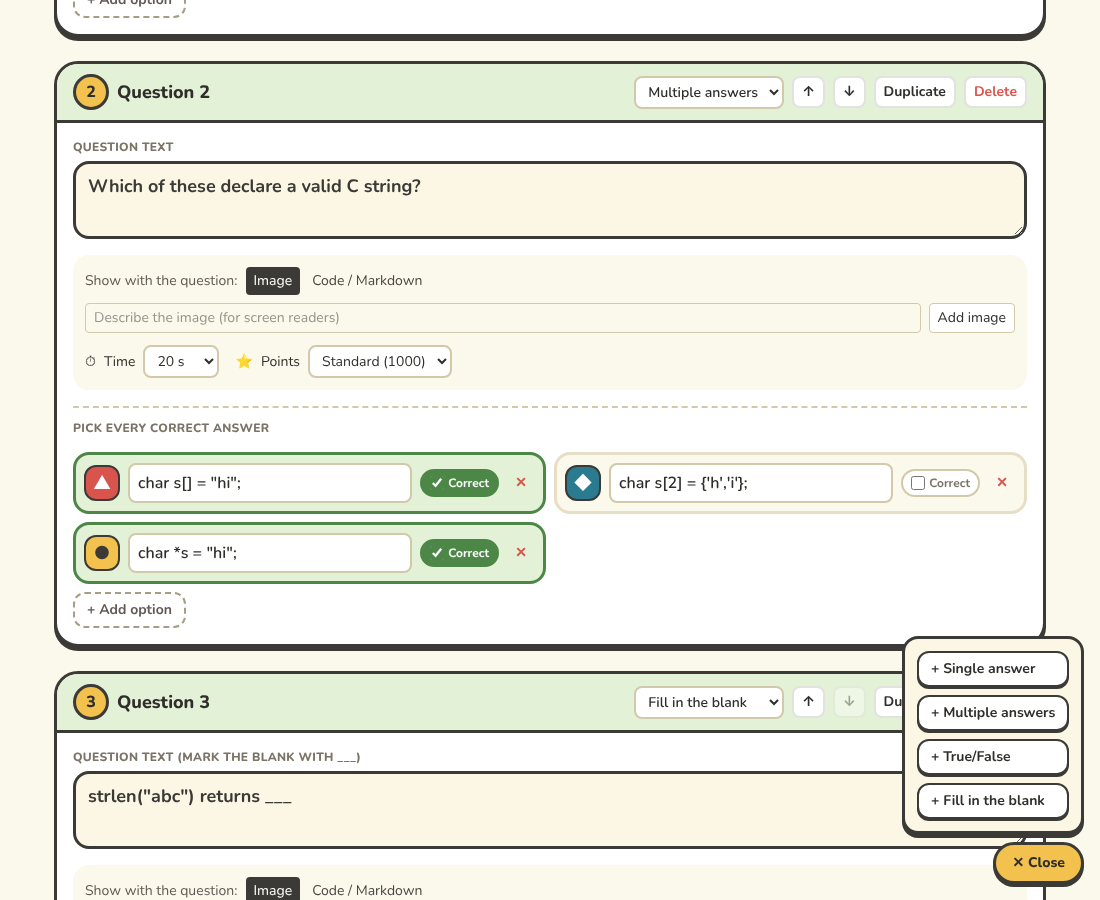 + Add option
2 Question 2 Multiple answers ↑ ↓ Duplicate Delete
QUESTION TEXT
Which of these declare a valid C string?
Show with the question: Image Code / Markdown
Describe the image (for screen readers) Add image
⏱ Time 20 s ⭐ Points Standard (1000)
PICK EVERY CORRECT ANSWER
char s[] = "hi"; ✓ Correct ✕
char s[2] = {'h','i'}; Correct ✕
char *s = "hi"; ✓ Correct ✕
+ Add option
3 Question 3 Fill in the blank ↑ ↓ Du
QUESTION TEXT (MARK THE BLANK WITH ___)
strlen("abc") returns ___
Show with the question: Image Code / Markdown
+ Single answer
+ Multiple answers
+ True/False
+ Fill in the blank
✕ Close